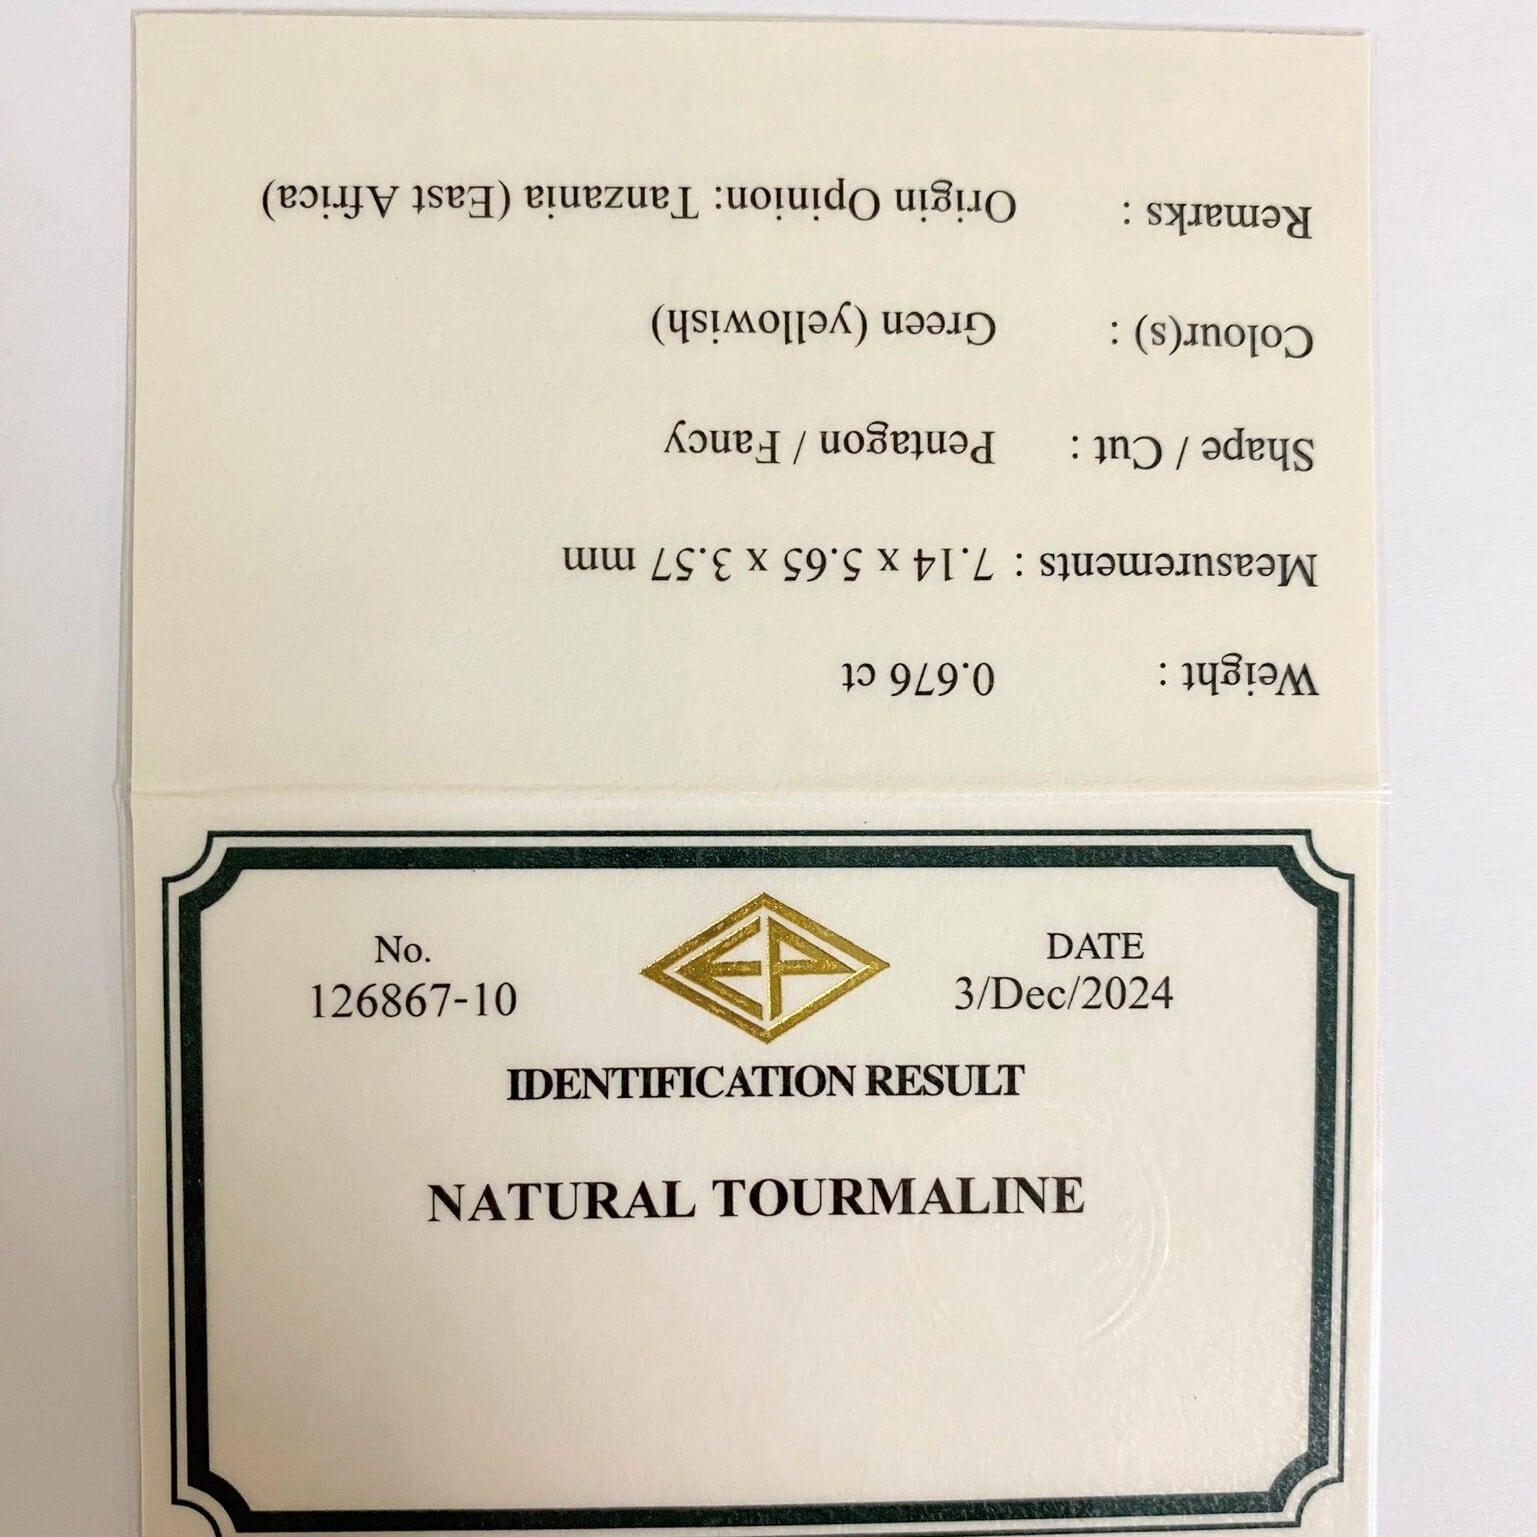 Weight : 0.676 ct
Measurements : 7.14 x 5.65 x 3.57 mm
Shape / Cut : Pentagon / Fancy
Colour(s) : Green (yellowish)
Remarks : Origin Opinion: Tanzania (East Africa)
EP
No. DATE
126867-10 3/Dec/2024
IDENTIFICATION RESULT
NATURAL TOURMALINE